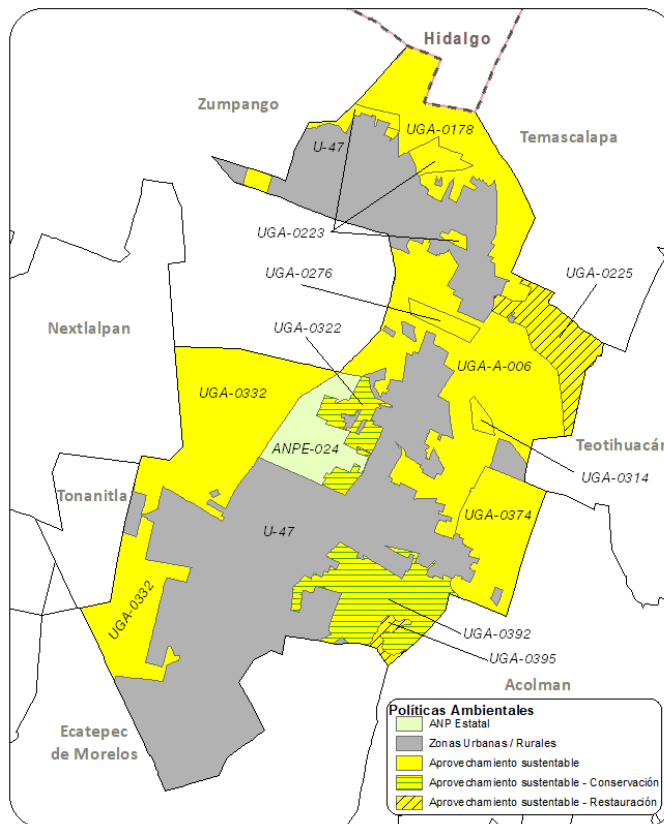 Hidalgo
Zumpango
UGA-0178
Temascalapa
U-47
UGA-0223
UGA-0276
UGA-0225
Nextlalpan
UGA-0322
UGA-A-006
UGA-0332
ANPE-024
Teotihuacán
UGA-0314
Tonanitla
UGA-0374
U-47
UGA-0332
UGA-0392
UGA-0395
Acolman
Ecatepec
de Morelos
Políticas Ambientales
ANP Estatal
Zonas Urbanas / Rurales
Aprovechamiento sustentable
Aprovechamiento sustentable - Conservación
Aprovechamiento sustentable - Restauración